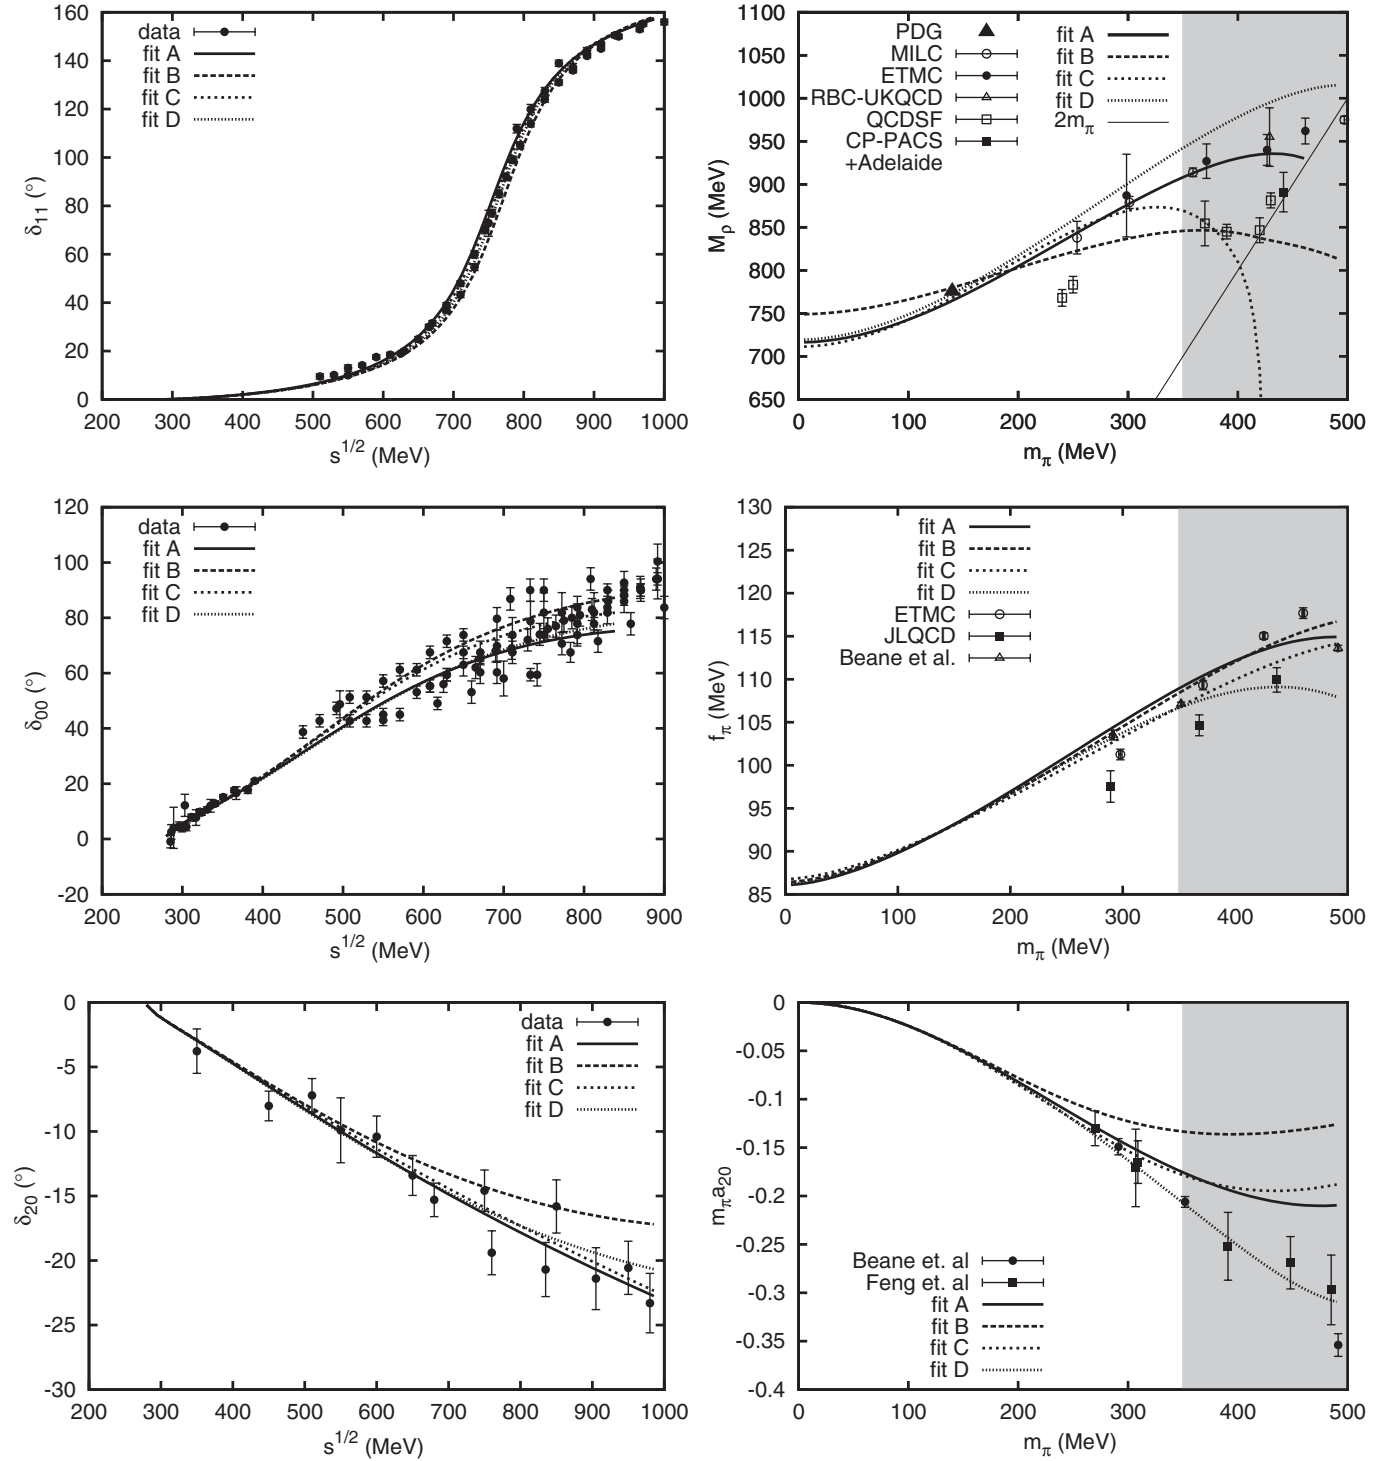 160
140
120
100
80
60
40
20
0
δ11 (°)
data
fit A
fit B
fit C
fit D
200 300 400 500 600 700 800 900 1000
s^1/2 (MeV)
1100
1050
1000
950
900
850
800
750
700
650
Mρ (MeV)
PDG
MILC
ETMC
RBC-UKQCD
QCDSF
CP-PACS
+Adelaide
fit A
fit B
fit C
fit D
2mπ
0 100 200 300 400 500
mπ (MeV)
120
100
80
60
40
20
0
-20
δ00 (°)
data
fit A
fit B
fit C
fit D
200 300 400 500 600 700 800 900
s^1/2 (MeV)
130
125
120
115
110
105
100
95
90
85
fπ (MeV)
fit A
fit B
fit C
fit D
ETMC
JLQCD
Beane et al.
0 100 200 300 400 500
mπ (MeV)
0
-5
-10
-15
-20
-25
-30
δ20 (°)
data
fit A
fit B
fit C
fit D
200 300 400 500 600 700 800 900 1000
s^1/2 (MeV)
0
-0.05
-0.1
-0.15
-0.2
-0.25
-0.3
-0.35
-0.4
mπa20
Beane et. al
Feng et. al
fit A
fit B
fit C
fit D
0 100 200 300 400 500
mπ (MeV)